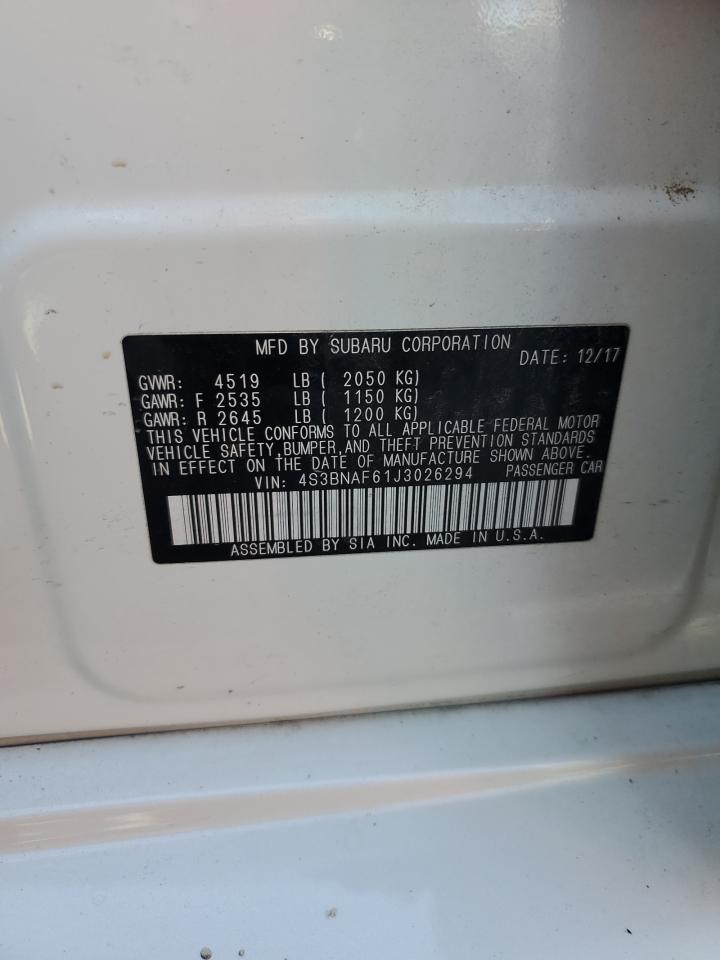 MFD BY SUBARU CORPORATION DATE: 12/17
GVWR: 4519 LB ( 2050 KG)
GAWR: F 2535 LB ( 1150 KG)
GAWR: R 2645 LB ( 1200 KG)
THIS VEHICLE CONFORMS TO ALL APPLICABLE FEDERAL MOTOR
VEHICLE SAFETY,BUMPER,AND THEFT PREVENTION STANDARDS
IN EFFECT ON THE DATE OF MANUFACTURE SHOWN ABOVE.
VIN: 4S3BNAF61J3026294 PASSENGER CAR
ASSEMBLED BY SIA INC. MADE IN U.S.A.